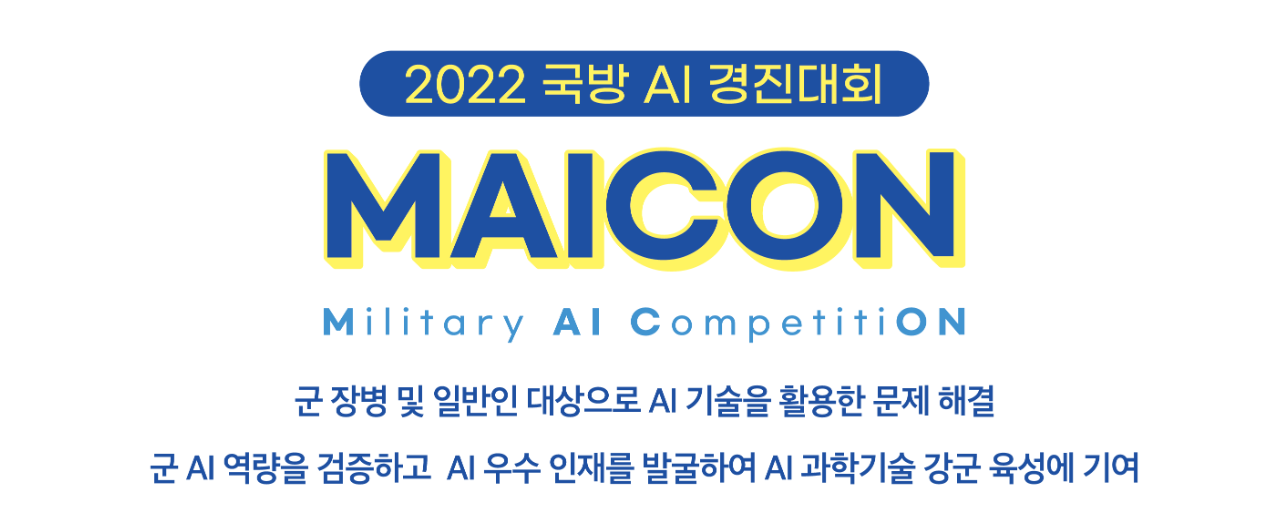 2022 국방 AI 경진대회
MAICON
Military AI CompetitiON
군 장병 및 일반인 대상으로 AI 기술을 활용한 문제 해결
군 AI 역량을 검증하고 AI 우수 인재를 발굴하여 AI 과학기술 강군 육성에 기여